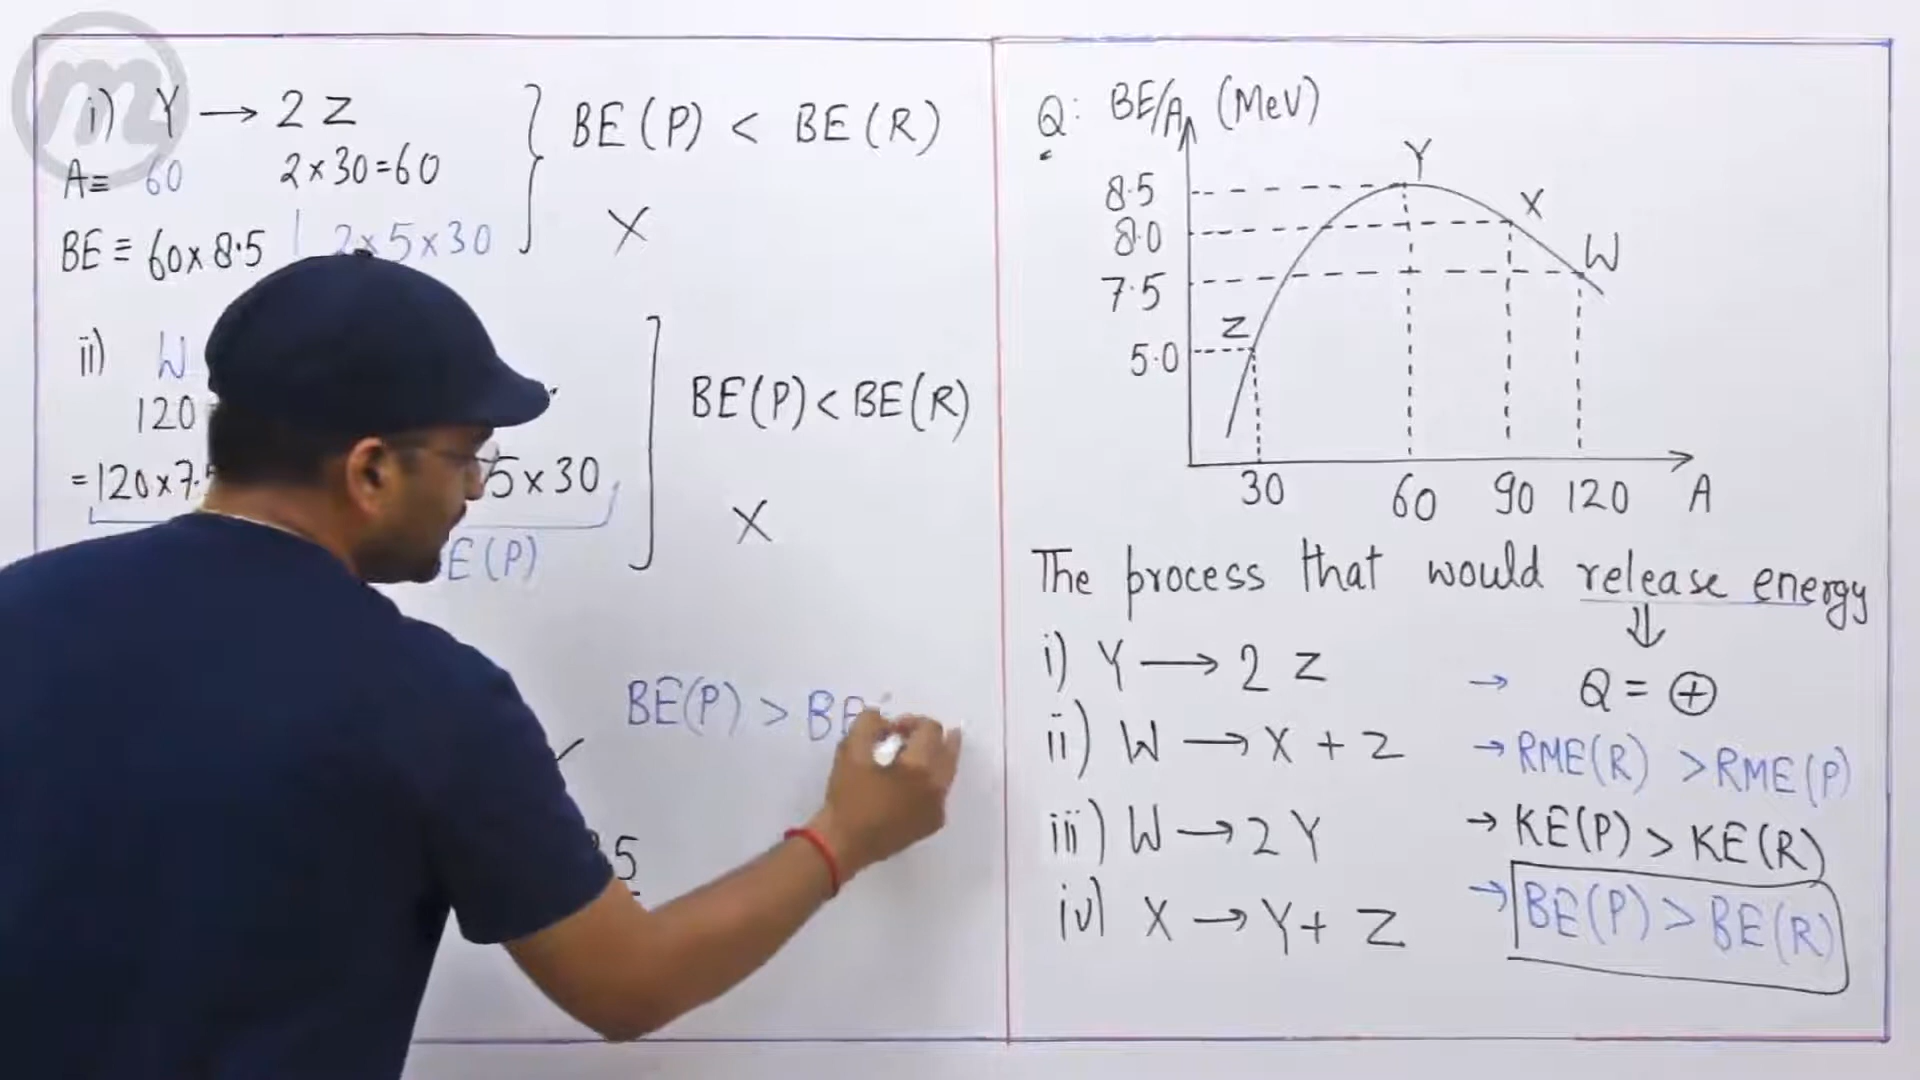 m
i) Y → 2 Z
A= 60 2×30=60
BE ≡ 60×8.5 | 2×5×30
BE(P) < BE(R)
X
ii) W
120
=120×7.5 5×30
E(P)
BE(P)<BE(R)
X
BE(P) > BE
5
Q: BE/A (MeV)
8.5
8.0
7.5
5.0
Y
X
W
Z
30 60 90 120 A
The process that would release energy
⇓
i) Y → 2 Z → Q = ⊕
ii) W → X + Z → RME(R) > RME(P)
iii) W → 2 Y → KE(P) > KE(R)
iv) X → Y + Z → BE(P) > BE(R)